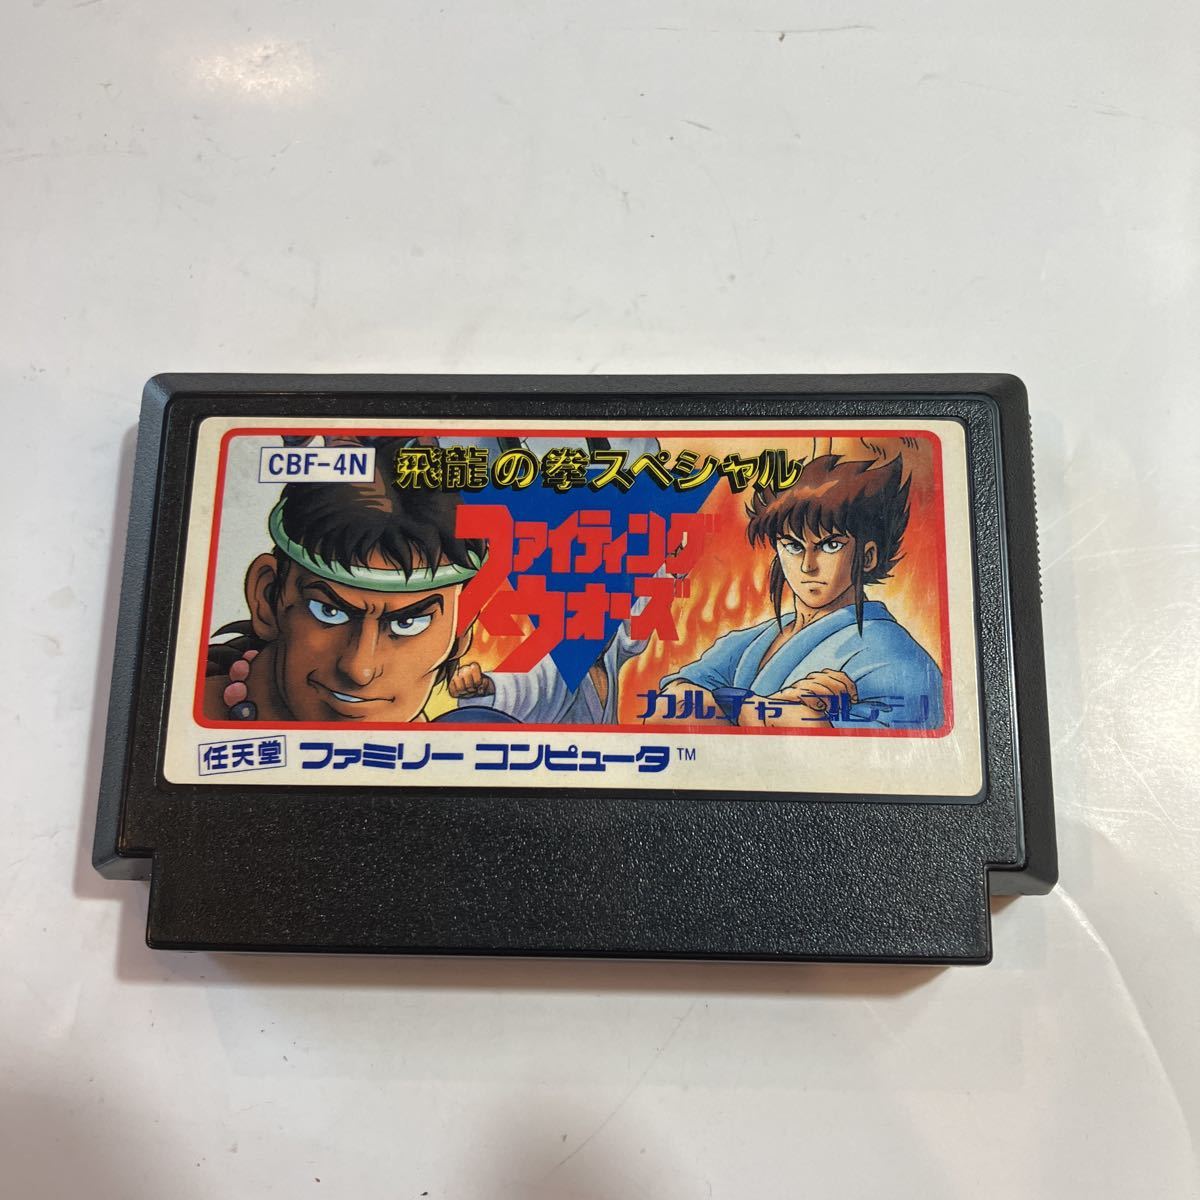 CBF-4N
飛龍の拳スペシャル
ファイティング
ウォーズ
カルチャーブレーン
任天堂 ファミリー コンピュータ™